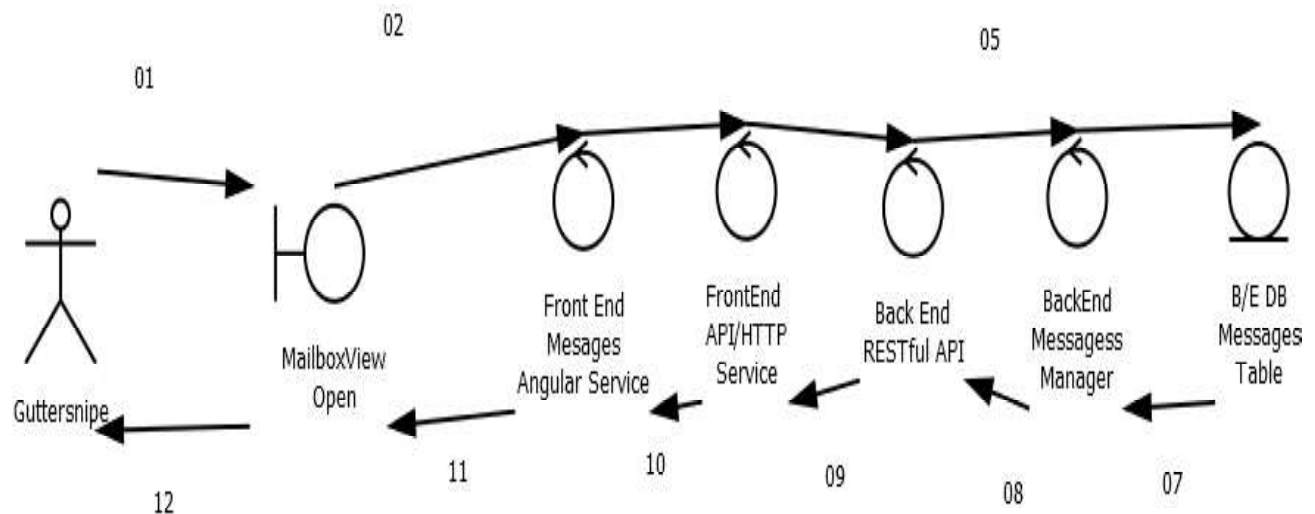 02
05
01
Guttersnipe
MailboxView
Open
Front End
Mesages
Angular Service
FrontEnd
API/HTTP
Service
Back End
RESTful API
BackEnd
Messagess
Manager
B/E DB
Messages
Table
12
11
10
09
08
07